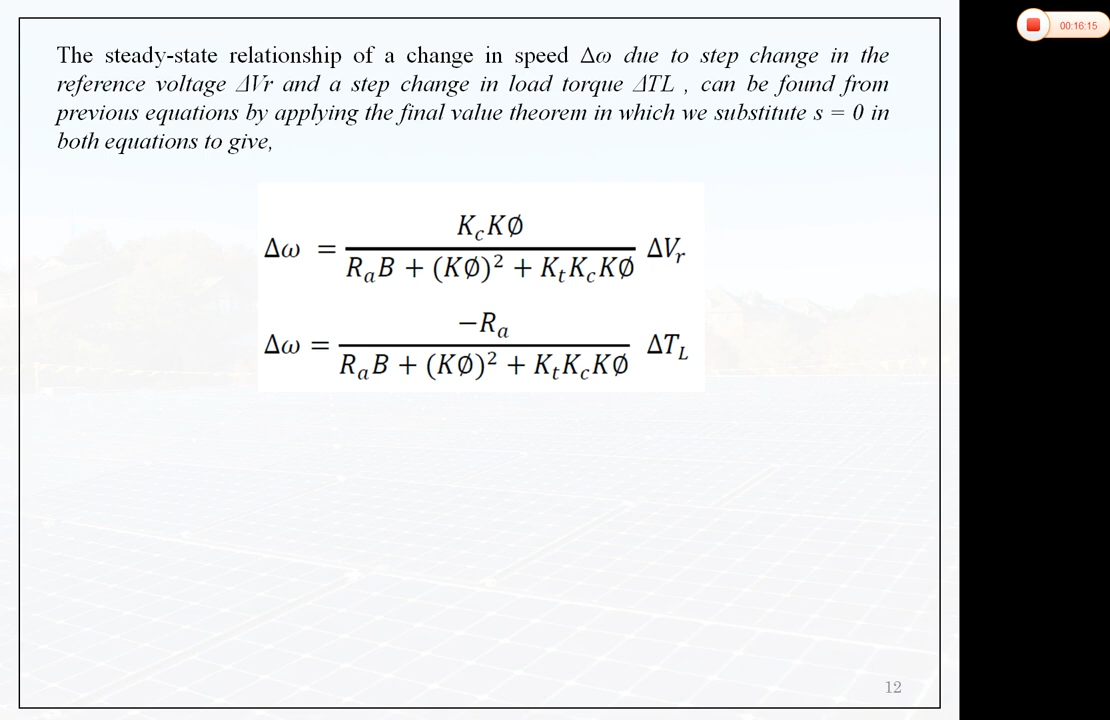 The steady-state relationship of a change in speed Δω due to step change in the
reference voltage ΔVr and a step change in load torque ΔTL , can be found from
previous equations by applying the final value theorem in which we substitute s = 0 in
both equations to give,
Δω = K_cKØ / (R_aB + (KØ)² + K_tK_cKØ) ΔV_r
Δω = −R_a / (R_aB + (KØ)² + K_tK_cKØ) ΔT_L
12
00:16:15